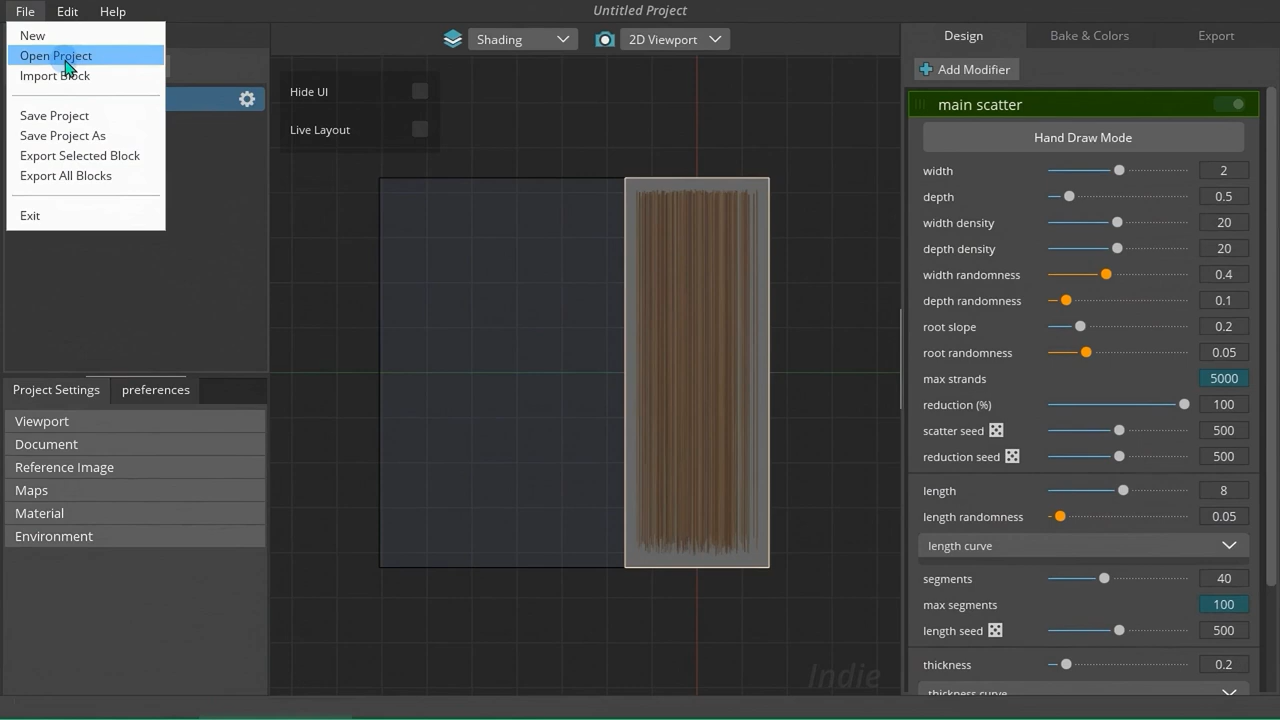 File Edit Help
Untitled Project
New
Open Project
Import Block
Save Project
Save Project As
Export Selected Block
Export All Blocks
Exit
Project Settings preferences
Viewport
Document
Reference Image
Maps
Material
Environment
Shading 2D Viewport
Hide UI
Live Layout
Indie
Design Bake & Colors Export
Add Modifier
main scatter
Hand Draw Mode
width 2
depth 0.5
width density 20
depth density 20
width randomness 0.4
depth randomness 0.1
root slope 0.2
root randomness 0.05
max strands 5000
reduction (%) 100
scatter seed 500
reduction seed 500
length 8
length randomness 0.05
length curve
segments 40
max segments 100
length seed 500
thickness 0.2
thickness curve